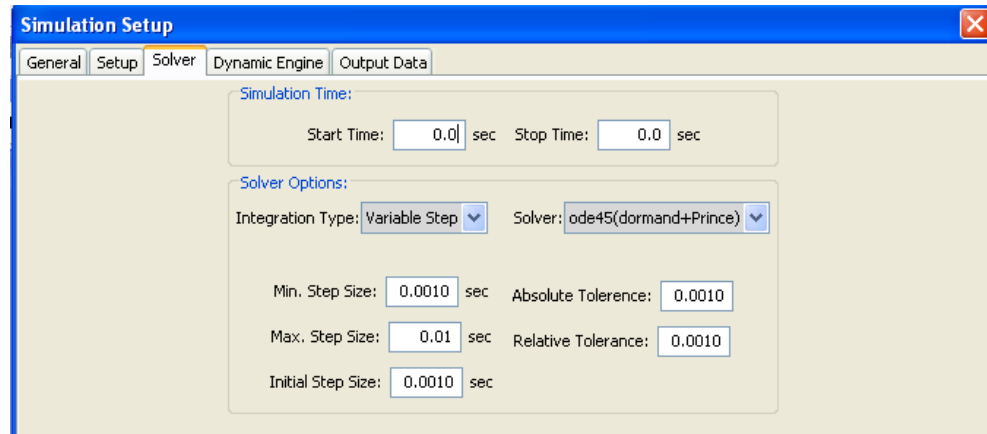 Simulation Setup
General Setup Solver Dynamic Engine Output Data
Simulation Time:
Start Time: 0.0 sec Stop Time: 0.0 sec
Solver Options:
Integration Type: Variable Step Solver: ode45(dormand+Prince)
Min. Step Size: 0.0010 sec Absolute Tolerence: 0.0010
Max. Step Size: 0.01 sec Relative Tolerance: 0.0010
Initial Step Size: 0.0010 sec